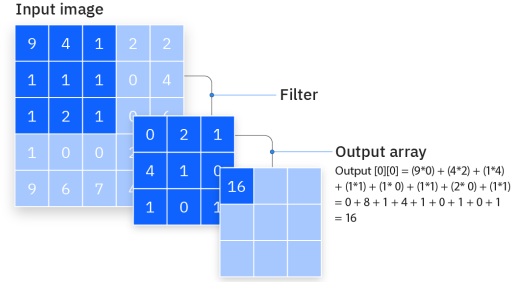 Input image
9 4 1 2 2
1 1 1 0 4
1 2 1
1 0 0 2
9 6 7 4
Filter
0 2 1
4 1 0
1 0 1
Output array
16
Output [0][0] = (9*0) + (4*2) + (1*4)
+ (1*1) + (1* 0) + (1*1) + (2* 0) + (1*1)
= 0 + 8 + 1 + 4 + 1 + 0 + 1 + 0 + 1
= 16